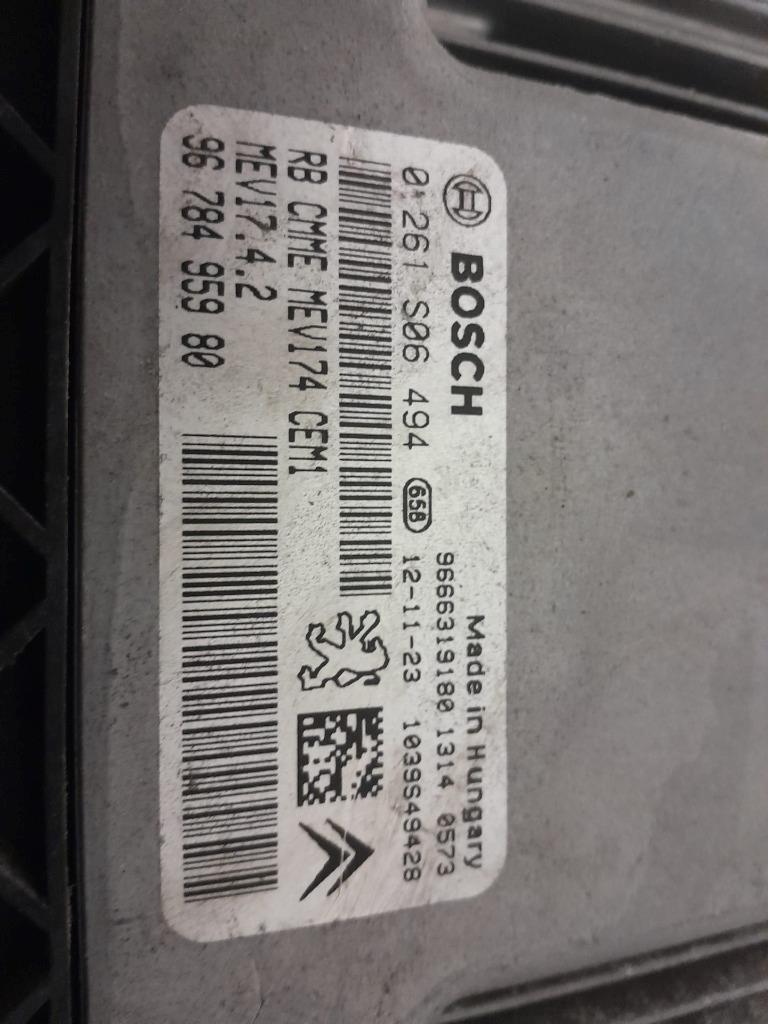 BOSCH
Made in Hungary
9666319180 1314 0573
0 261 S06 494 658 12-11-23 1039S49428
RB CMME MEV174 CEM1
MEV17.4.2
96 784 959 80